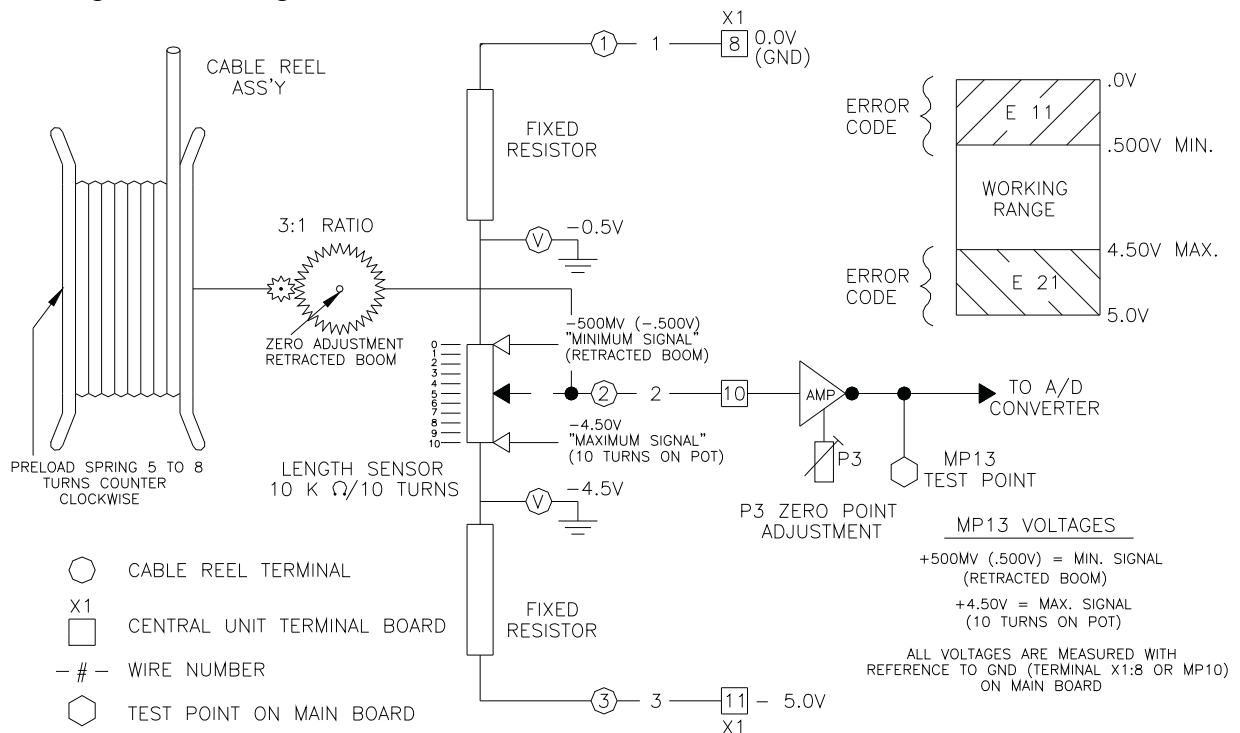 X1
1
1
8
0.0V
(GND)
CABLE REEL
ASS'Y
FIXED
RESISTOR
ERROR
CODE
E 11
.0V
.500V MIN.
WORKING
RANGE
4.50V MAX.
ERROR
CODE
E 21
5.0V
3:1 RATIO
V
-0.5V
ZERO ADJUSTMENT
RETRACTED BOOM
-500MV (-.500V)
"MINIMUM SIGNAL"
(RETRACTED BOOM)
0
1
2
3
4
5
6
7
8
9
10
2
2
10
AMP
TO A/D
CONVERTER
-4.50V
"MAXIMUM SIGNAL"
(10 TURNS ON POT)
P3
MP13
TEST POINT
PRELOAD SPRING 5 TO 8
TURNS COUNTER
CLOCKWISE
LENGTH SENSOR
10 K Ω/10 TURNS
V
-4.5V
P3 ZERO POINT
ADJUSTMENT
MP13 VOLTAGES
+500MV (.500V) = MIN. SIGNAL
(RETRACTED BOOM)
+4.50V = MAX. SIGNAL
(10 TURNS ON POT)
ALL VOLTAGES ARE MEASURED WITH
REFERENCE TO GND (TERMINAL X1:8 OR MP10)
ON MAIN BOARD
CABLE REEL TERMINAL
X1
CENTRAL UNIT TERMINAL BOARD
- # - WIRE NUMBER
TEST POINT ON MAIN BOARD
FIXED
RESISTOR
3
3
11
- 5.0V
X1